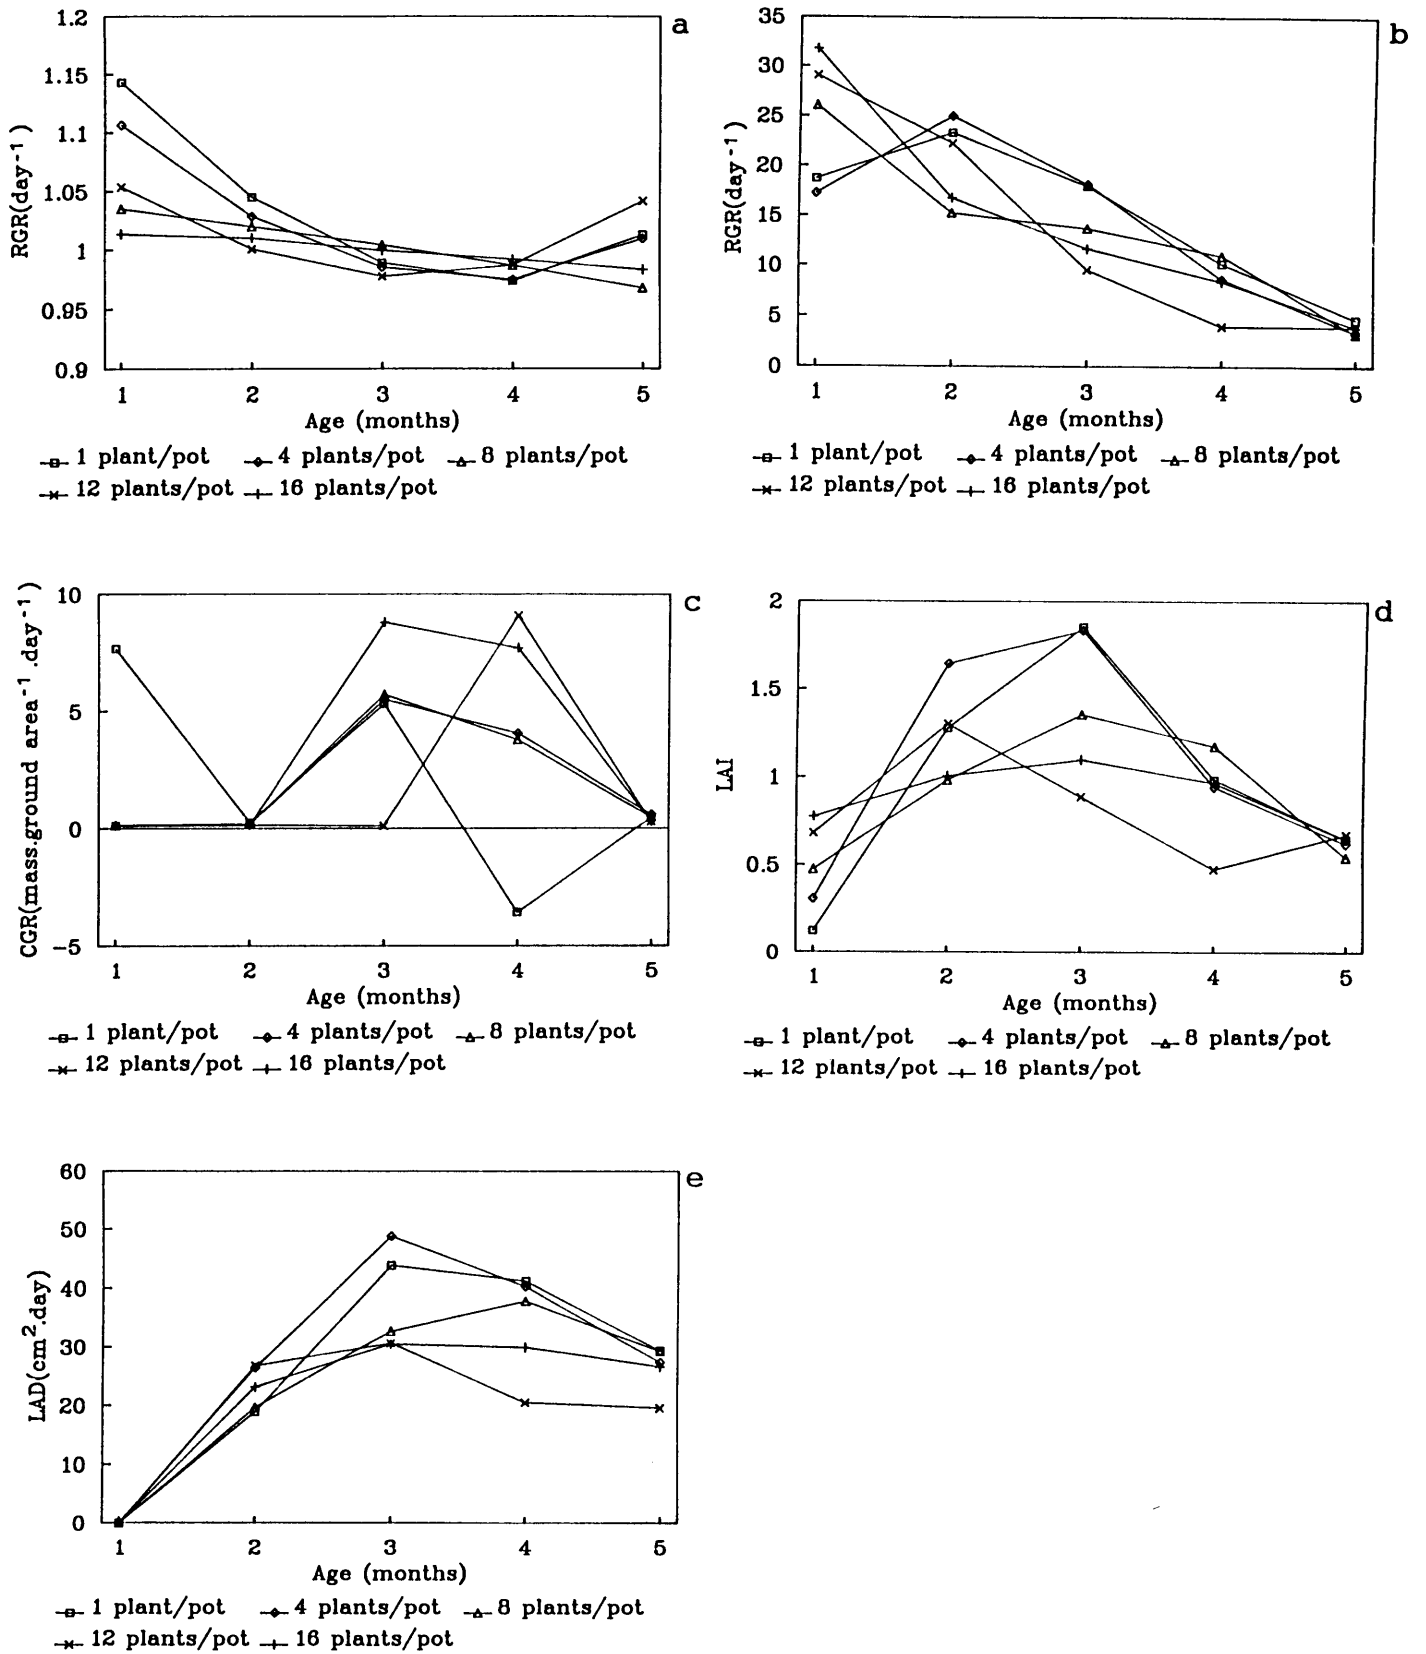 a
1.2
1.15
1.1
1.05
1
0.95
0.9
RGR(day⁻¹)
1 2 3 4 5
Age (months)
1 plant/pot 4 plants/pot 8 plants/pot
12 plants/pot 16 plants/pot
b
35
30
25
20
15
10
5
0
RGR(day⁻¹)
1 2 3 4 5
Age (months)
1 plant/pot 4 plants/pot 8 plants/pot
12 plants/pot 16 plants/pot
c
10
5
0
-5
CGR(mass.ground area⁻¹.day⁻¹)
1 2 3 4 5
Age (months)
1 plant/pot 4 plants/pot 8 plants/pot
12 plants/pot 16 plants/pot
d
2
1.5
1
0.5
0
LAI
1 2 3 4 5
Age (months)
1 plant/pot 4 plants/pot 8 plants/pot
12 plants/pot 16 plants/pot
e
60
50
40
30
20
10
0
LAD(cm².day)
1 2 3 4 5
Age (months)
1 plant/pot 4 plants/pot 8 plants/pot
12 plants/pot 16 plants/pot